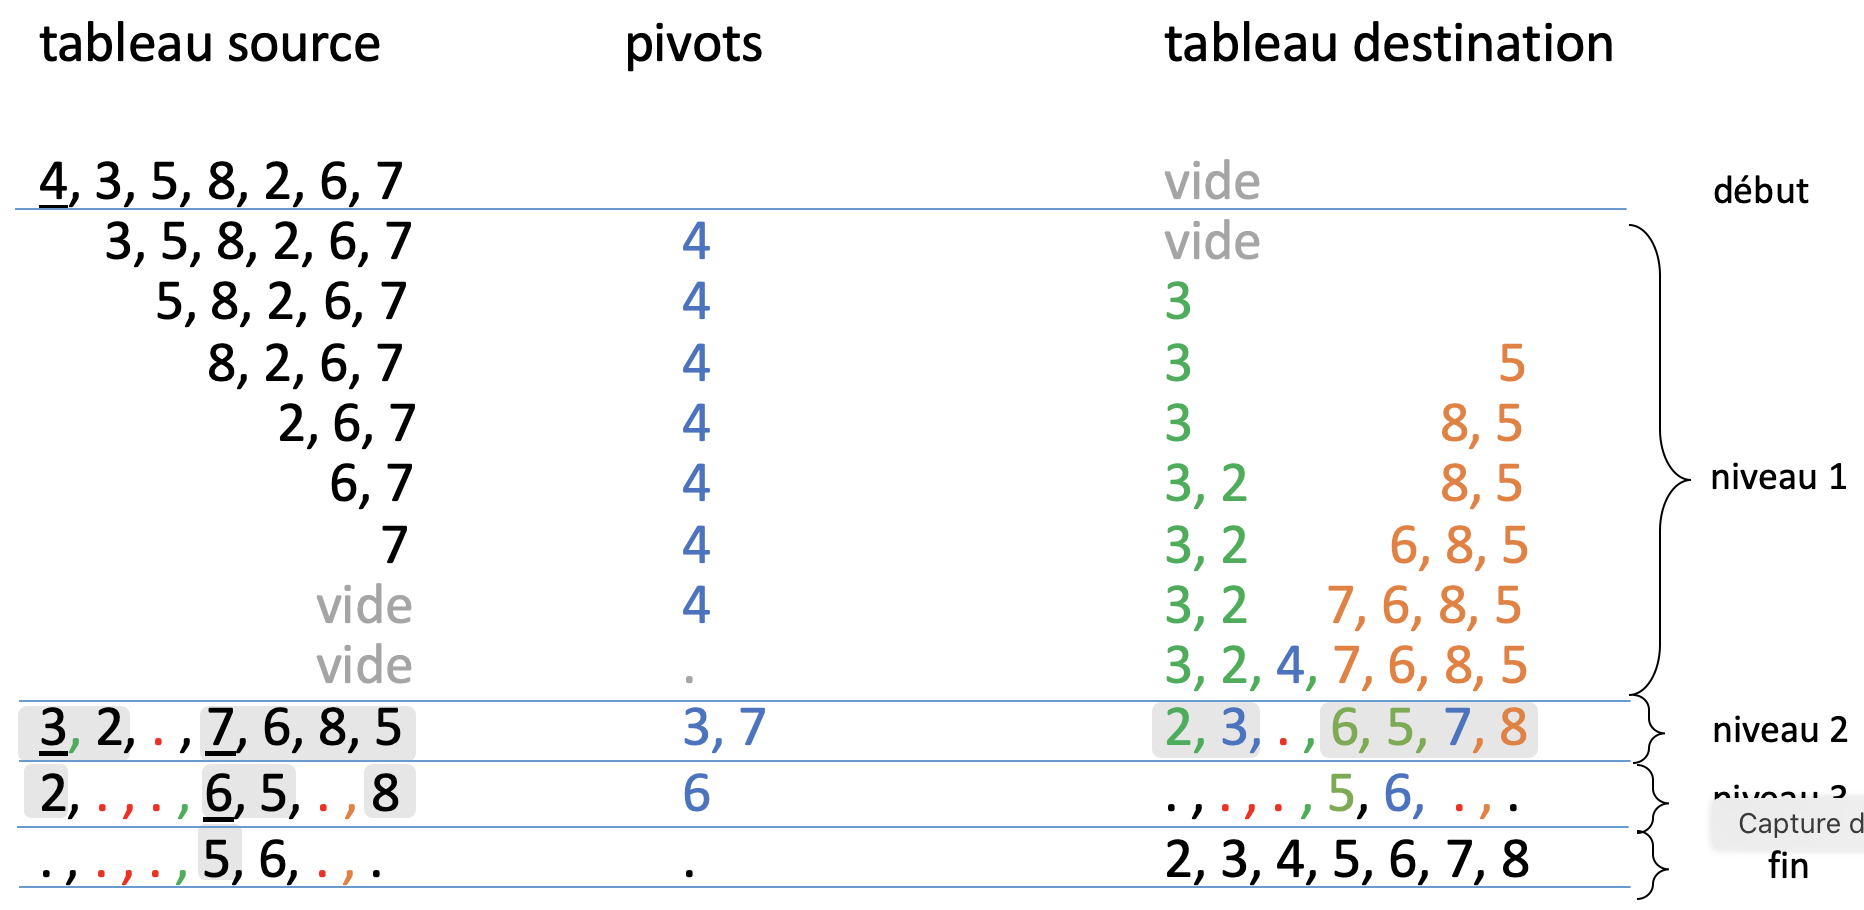 tableau source pivots tableau destination
4, 3, 5, 8, 2, 6, 7 vide début
3, 5, 8, 2, 6, 7 4 vide
5, 8, 2, 6, 7 4 3
8, 2, 6, 7 4 3 5
2, 6, 7 4 3 8, 5
6, 7 4 3, 2 8, 5 niveau 1
7 4 3, 2 6, 8, 5
vide 4 3, 2 7, 6, 8, 5
vide . 3, 2, 4, 7, 6, 8, 5
3, 2, . , 7, 6, 8, 5 3, 7 2, 3, . , 6, 5, 7, 8 niveau 2
2, . , . , 6, 5, . , 8 6 . , . , . , 5, 6, . , .
Capture d
. , . , . , 5, 6, . , . . 2, 3, 4, 5, 6, 7, 8 fin